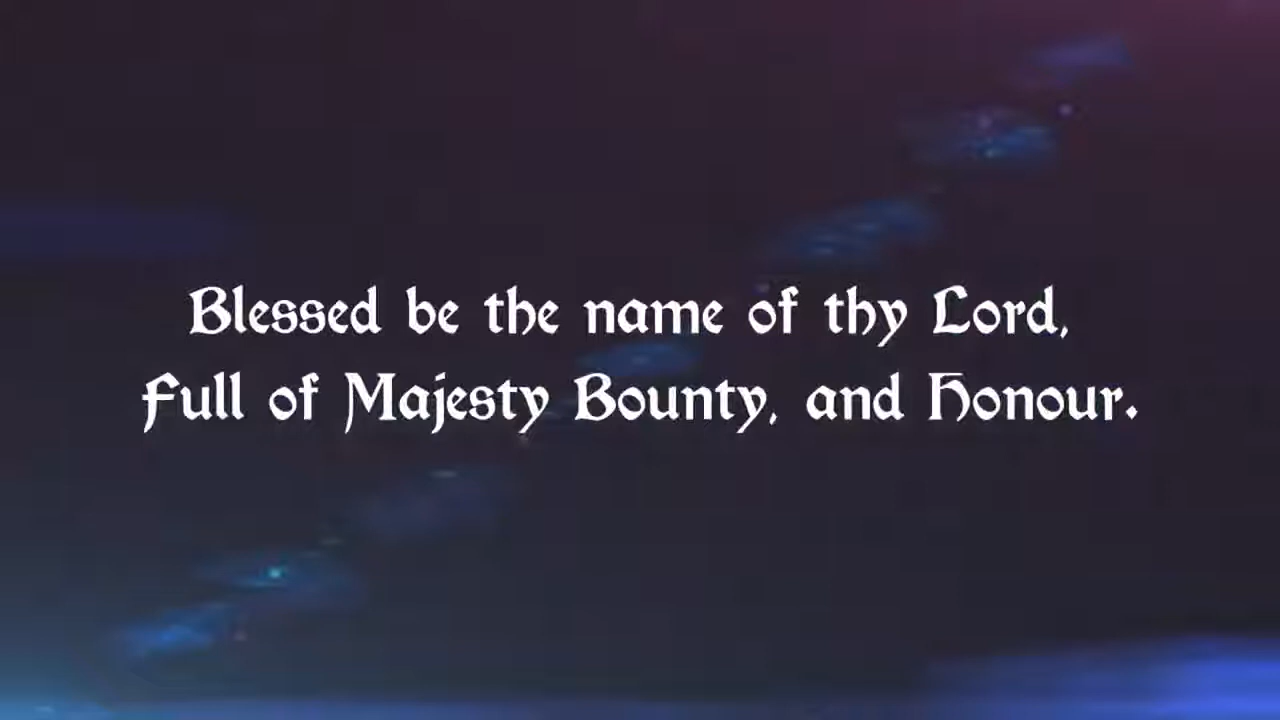 Blessed be the name of thy Lord,
Full of Majesty Bounty, and Honour.